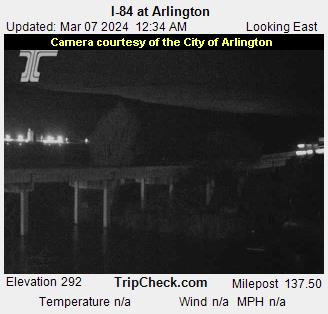 I-84 at Arlington
Updated: Mar 07 2024 12:34 AM Looking East
Camera courtesy of the City of Arlington
Elevation 292 TripCheck.com Milepost 137.50
Temperature n/a Wind n/a MPH n/a